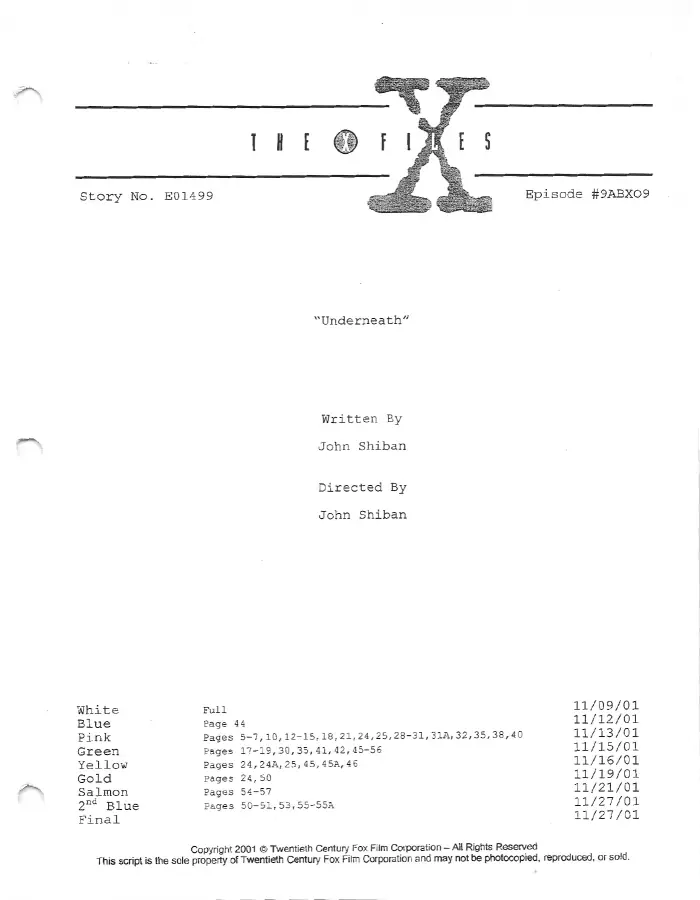 THE X FILES
Story No. E01499
Episode #9ABX09
"Underneath"
Written By
John Shiban
Directed By
John Shiban
White Full 11/09/01
Blue Page 44 11/12/01
Pink Pages 5-7,10,12-15,18,21,24,25,28-31,31A,32,35,38,40 11/13/01
Green Pages 17-19,30,35,41,42,45-56 11/15/01
Yellow Pages 24,24A,25,45,45A,46 11/16/01
Gold Pages 24,50 11/19/01
Salmon Pages 54-57 11/21/01
2nd Blue Pages 50-51,53,55-55A 11/27/01
Final 11/27/01
Copyright 2001 © Twentieth Century Fox Film Corporation – All Rights Reserved
This script is the sole property of Twentieth Century Fox Film Corporation and may not be photocopied, reproduced, or sold.